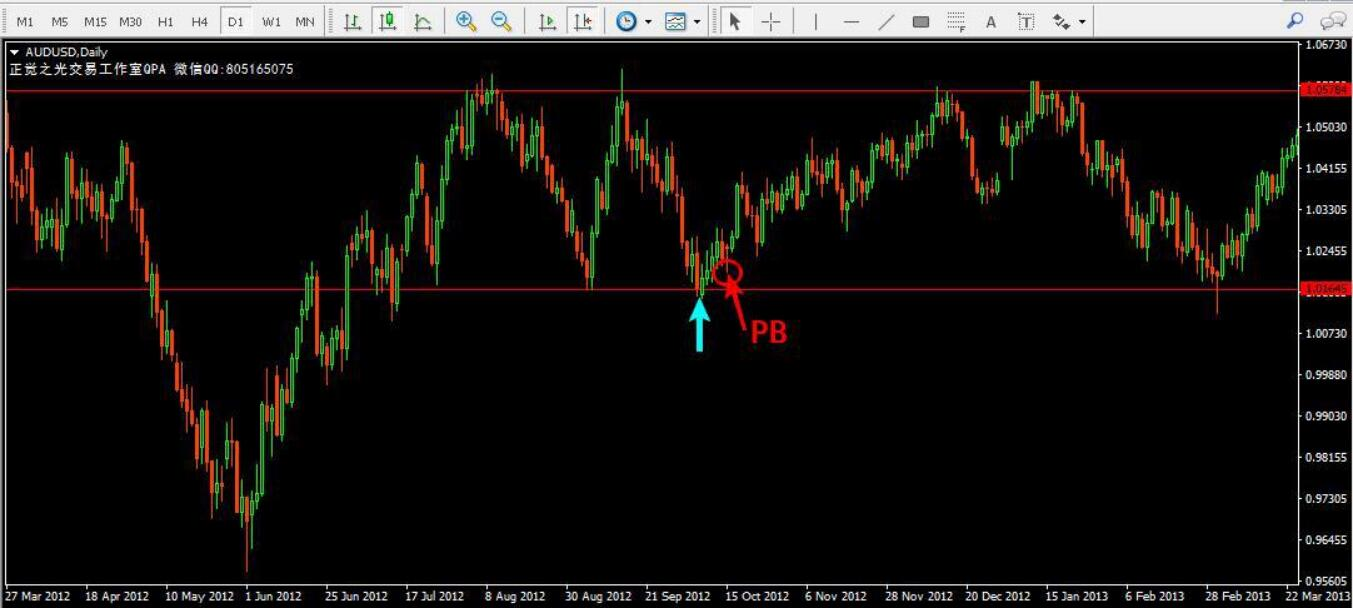 M1 M5 M15 M30 H1 H4 D1 W1 MN A T
AUDUSD,Daily
正觉之光交易工作室QPA 微信QQ:805165075
1.06730
1.05784
1.05030
1.04155
1.03305
1.02455
1.01645
PB
1.00730
0.99880
0.99030
0.98155
0.97305
0.96455
0.95605
27 Mar 2012 18 Apr 2012 10 May 2012 1 Jun 2012 25 Jun 2012 17 Jul 2012 8 Aug 2012 30 Aug 2012 21 Sep 2012 15 Oct 2012 6 Nov 2012 28 Nov 2012 20 Dec 2012 15 Jan 2013 6 Feb 2013 28 Feb 2013 22 Mar 2013